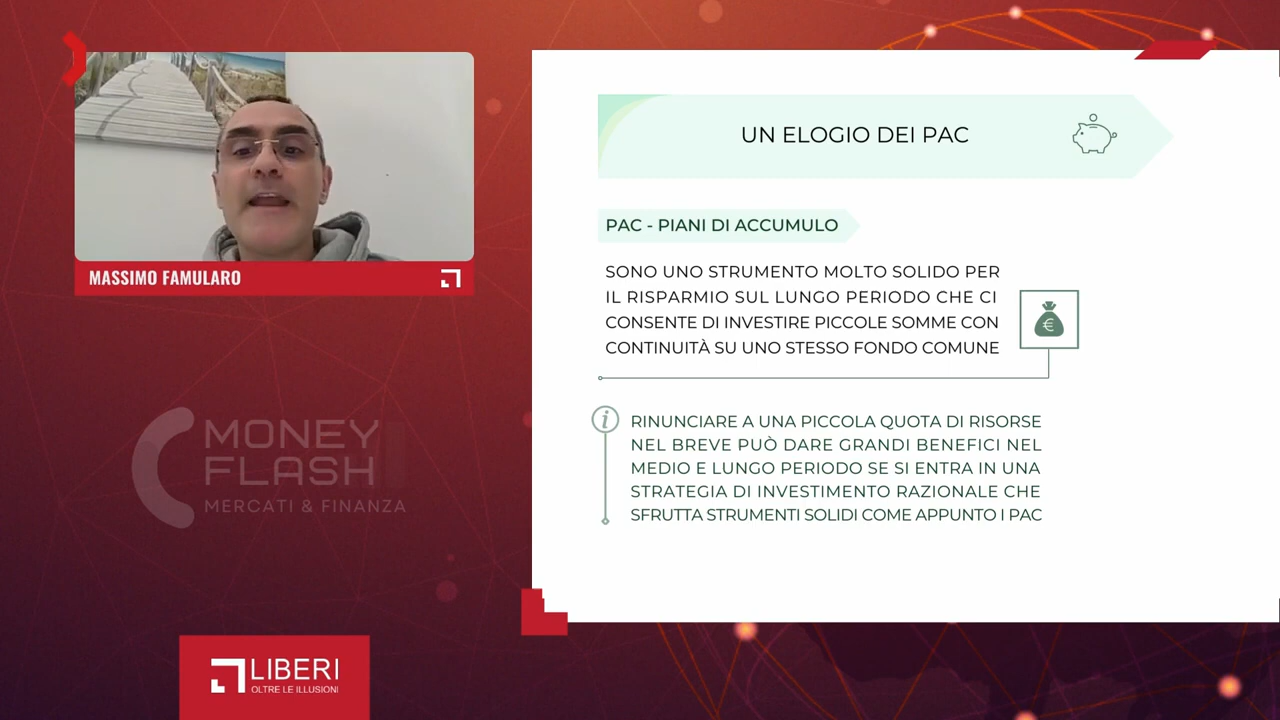 MASSIMO FAMULARO
MONEY
FLASH
MERCATI & FINANZA
LIBERI
OLTRE LE ILLUSIONI
UN ELOGIO DEI PAC
PAC - PIANI DI ACCUMULO
SONO UNO STRUMENTO MOLTO SOLIDO PER
IL RISPARMIO SUL LUNGO PERIODO CHE CI
CONSENTE DI INVESTIRE PICCOLE SOMME CON
CONTINUITÀ SU UNO STESSO FONDO COMUNE
€
i
RINUNCIARE A UNA PICCOLA QUOTA DI RISORSE
NEL BREVE PUÒ DARE GRANDI BENEFICI NEL
MEDIO E LUNGO PERIODO SE SI ENTRA IN UNA
STRATEGIA DI INVESTIMENTO RAZIONALE CHE
SFRUTTA STRUMENTI SOLIDI COME APPUNTO I PAC